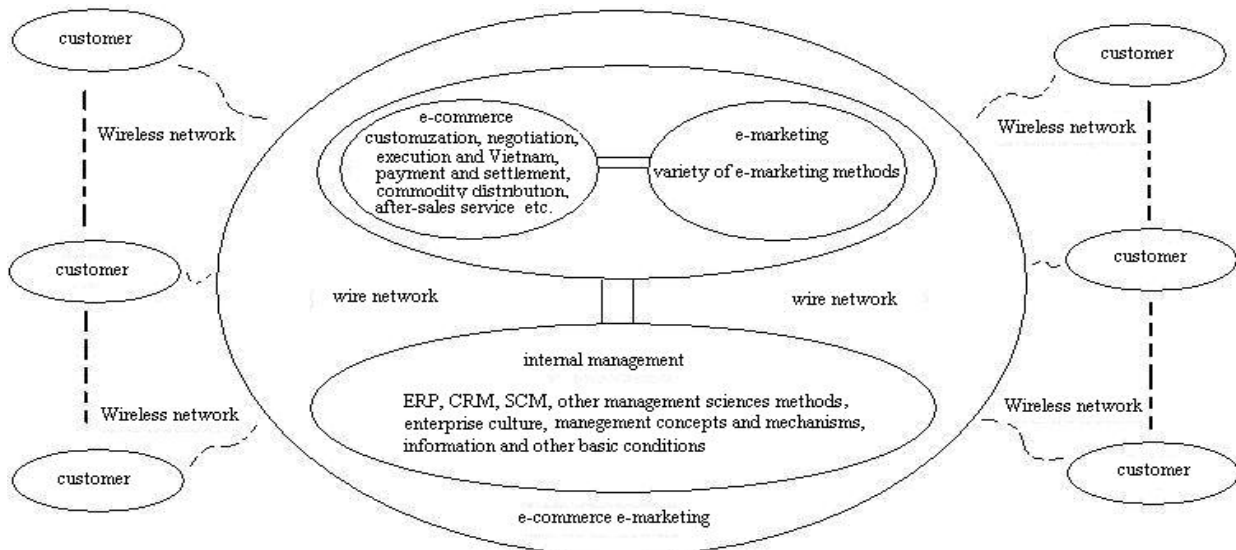 customer
customer
Wireless network
Wireless network
e-commerce
customization, negotiation,
execution and Vietnam,
payment and settlement,
commodity distribution,
after-sales service etc.
e-marketing
variety of e-marketing methods
customer
customer
wire network
wire network
internal management
ERP, CRM, SCM, other management sciences methods,
enterprise culture, manegement concepts and mechanisms,
information and other basic conditions
Wireless network
Wireless network
customer
customer
e-commerce e-marketing